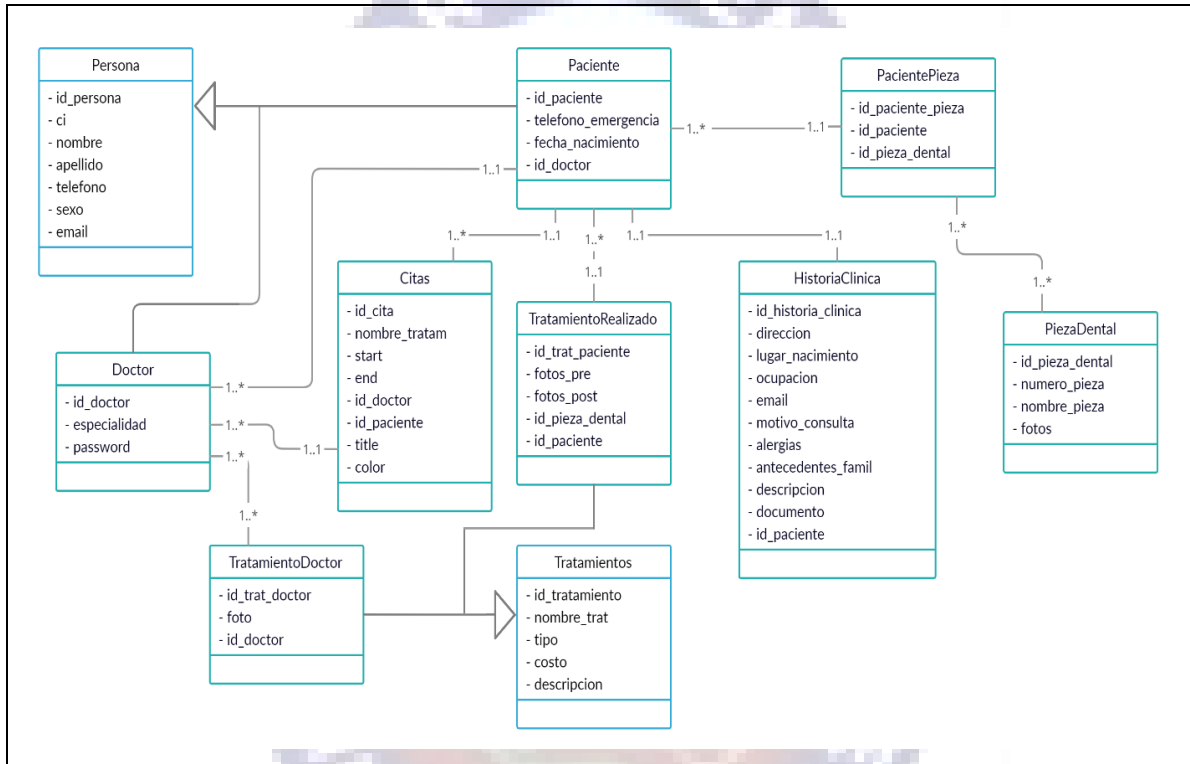 Persona
- id_persona
- ci
- nombre
- apellido
- telefono
- sexo
- email
Paciente
- id_paciente
- telefono_emergencia
- fecha_nacimiento
- id_doctor
PacientePieza
- id_paciente_pieza
- id_paciente
- id_pieza_dental
1..*
1..1
1..1
1..*
1..1
1..*
1..1
1..1
1..1
1..*
1..*
Citas
- id_cita
- nombre_tratam
- start
- end
- id_doctor
- id_paciente
- title
- color
TratamientoRealizado
- id_trat_paciente
- fotos_pre
- fotos_post
- id_pieza_dental
- id_paciente
HistoriaClinica
- id_historia_clinica
- direccion
- lugar_nacimiento
- ocupacion
- email
- motivo_consulta
- alergias
- antecedentes_famil
- descripcion
- documento
- id_paciente
PiezaDental
- id_pieza_dental
- numero_pieza
- nombre_pieza
- fotos
Doctor
- id_doctor
- especialidad
- password
1..*
1..*
1..1
1..*
1..*
TratamientoDoctor
- id_trat_doctor
- foto
- id_doctor
Tratamientos
- id_tratamiento
- nombre_trat
- tipo
- costo
- descripcion